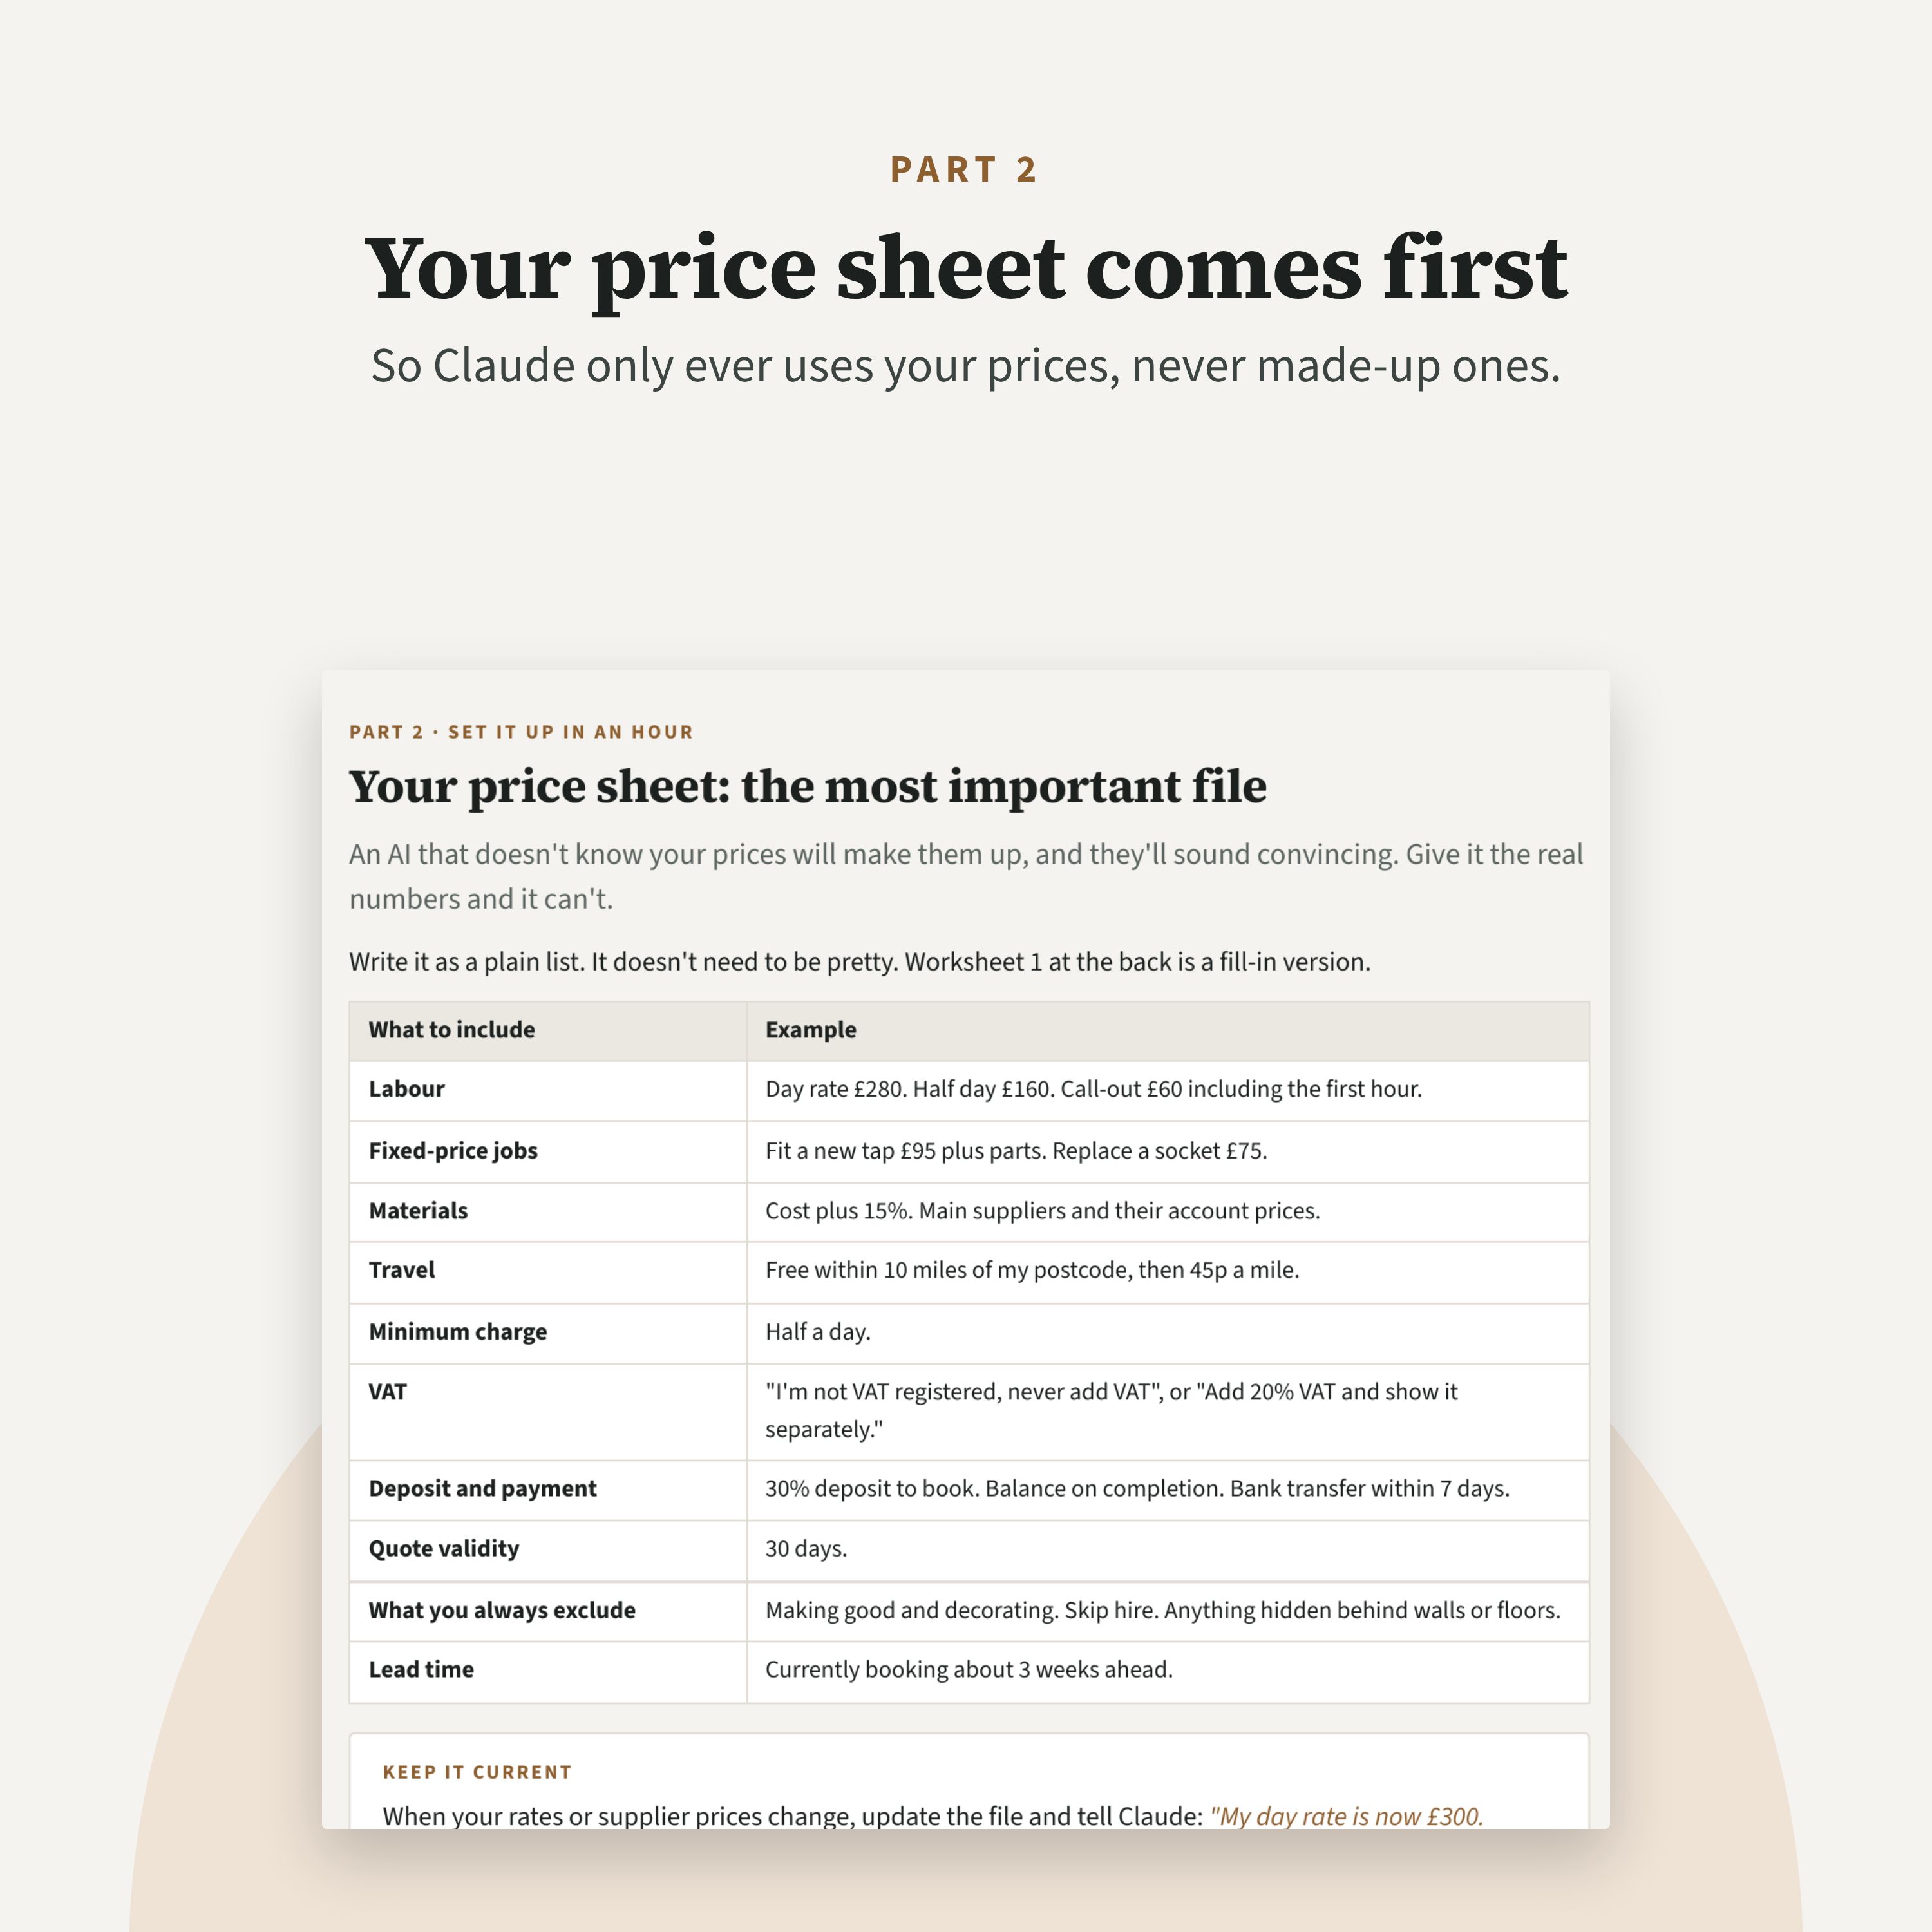 PART 2
Your price sheet comes first
So Claude only ever uses your prices, never made-up ones.
PART 2 · SET IT UP IN AN HOUR
Your price sheet: the most important file
An AI that doesn't know your prices will make them up, and they'll sound convincing. Give it the real
numbers and it can't.
Write it as a plain list. It doesn't need to be pretty. Worksheet 1 at the back is a fill-in version.
What to include Example
Labour Day rate £280. Half day £160. Call-out £60 including the first hour.
Fixed-price jobs Fit a new tap £95 plus parts. Replace a socket £75.
Materials Cost plus 15%. Main suppliers and their account prices.
Travel Free within 10 miles of my postcode, then 45p a mile.
Minimum charge Half a day.
VAT "I'm not VAT registered, never add VAT", or "Add 20% VAT and show it
separately."
Deposit and payment 30% deposit to book. Balance on completion. Bank transfer within 7 days.
Quote validity 30 days.
What you always exclude Making good and decorating. Skip hire. Anything hidden behind walls or floors.
Lead time Currently booking about 3 weeks ahead.
KEEP IT CURRENT
When your rates or supplier prices change, update the file and tell Claude: "My day rate is now £300.